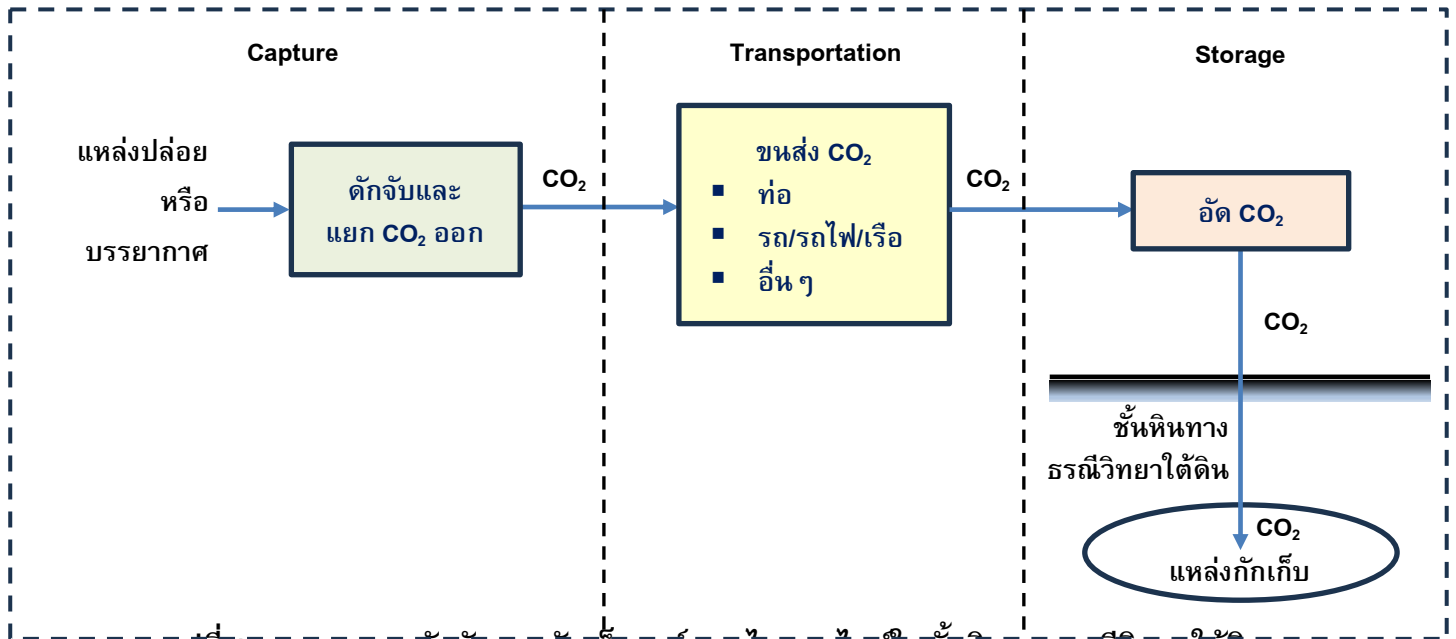 Capture
Transportation
Storage
แหล่งปล่อย
หรือ
บรรยากาศ
ดักจับและ
แยก CO₂ ออก
CO₂
ขนส่ง CO₂
▪ ท่อ
▪ รถ/รถไฟ/เรือ
▪ อื่น ๆ
CO₂
อัด CO₂
CO₂
ชั้นหินทาง
ธรณีวิทยาใต้ดิน
CO₂
แหล่งกักเก็บ